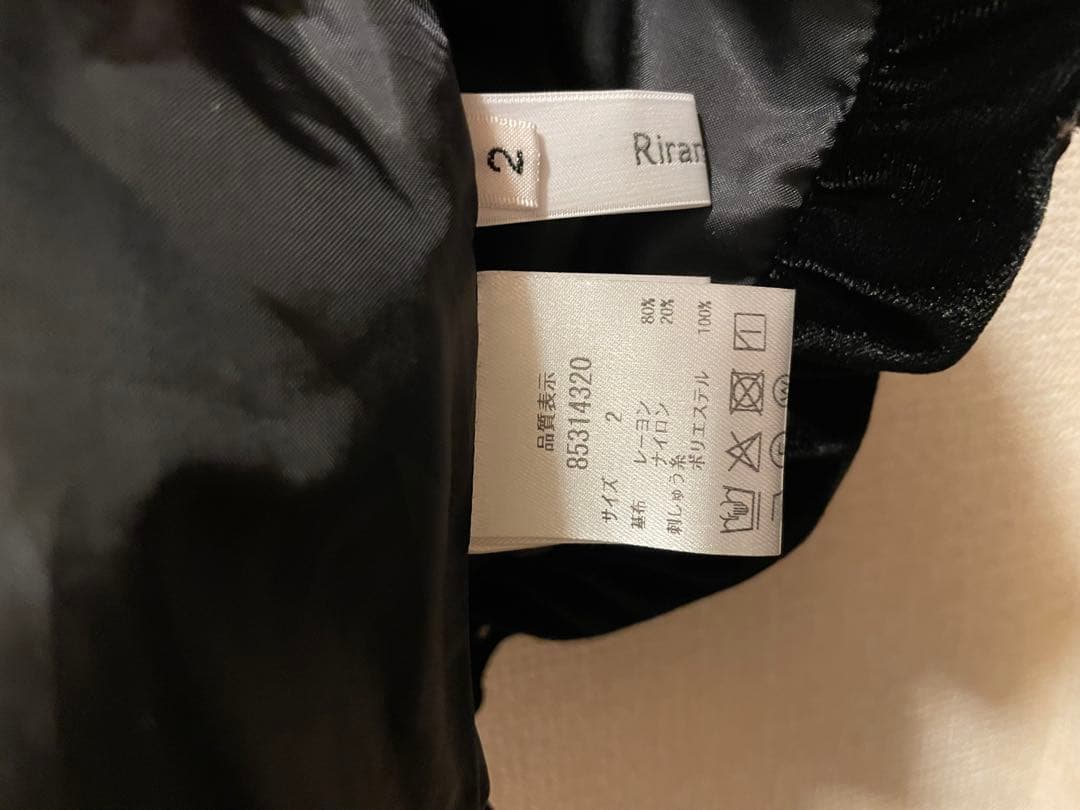 2
Riran
品質表示
85314320
サイズ 2
基布 レーヨン 80%
ナイロン 20%
刺しゅう糸
ポリエステル 100%
W